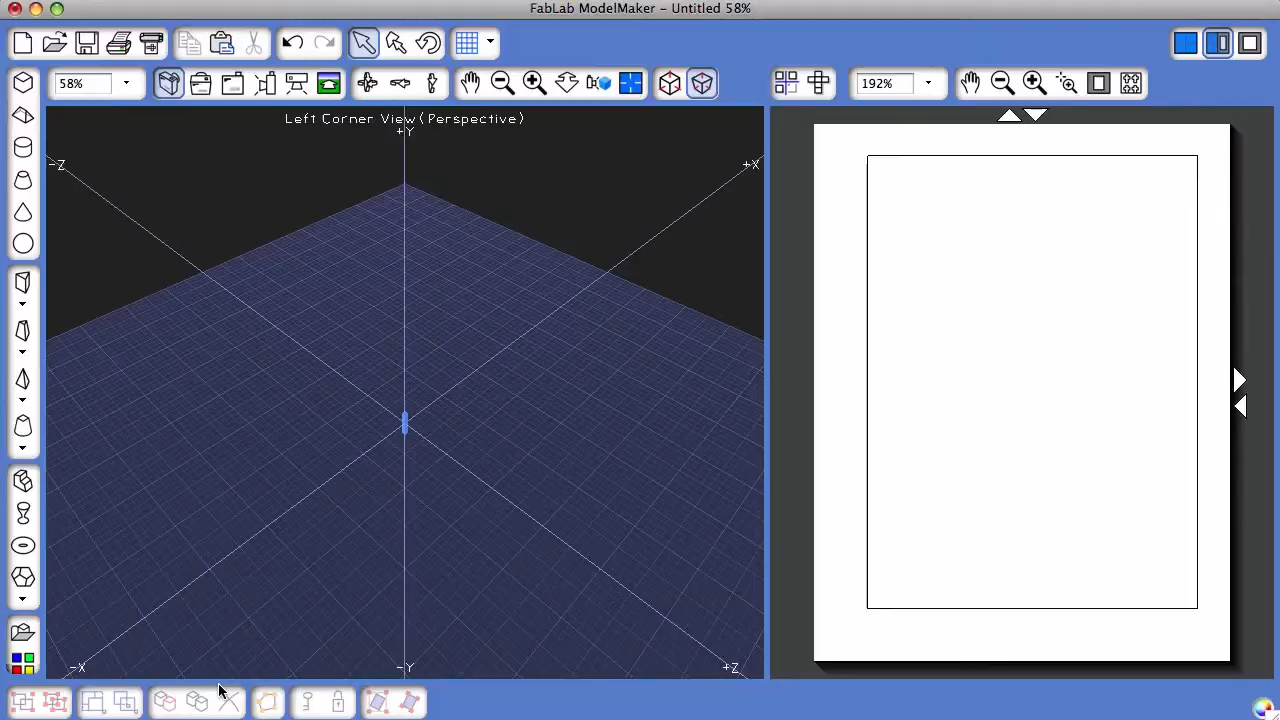 FabLab ModelMaker - Untitled 58%
58%
192%
Left Corner View(Perspective)
+Y
-Z
+X
-X
-Y
+Z